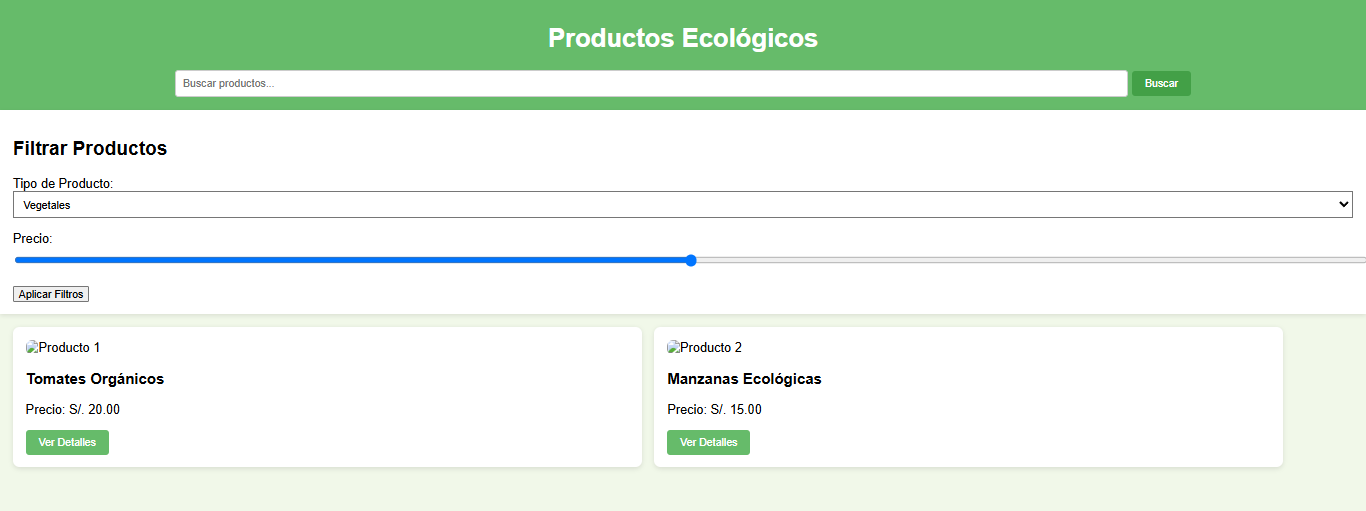 Productos Ecológicos
Buscar productos...
Buscar
Filtrar Productos
Tipo de Producto:
Vegetales
Precio:
Aplicar Filtros
Producto 1
Tomates Orgánicos
Precio: S/. 20.00
Ver Detalles
Producto 2
Manzanas Ecológicas
Precio: S/. 15.00
Ver Detalles